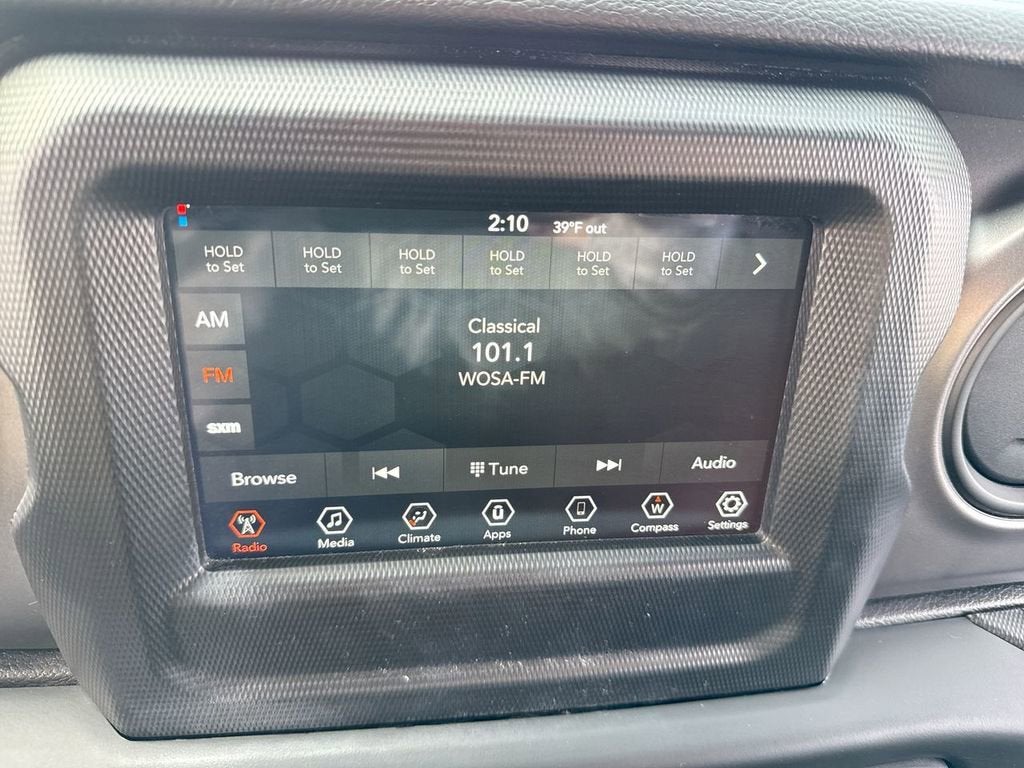 2:10 39°F out
HOLD to Set
HOLD to Set
HOLD to Set
HOLD to Set
HOLD to Set
HOLD to Set
AM
FM
sxm
Classical
101.1
WOSA-FM
Browse Tune Audio
Radio Media Climate Apps Phone W Compass Settings